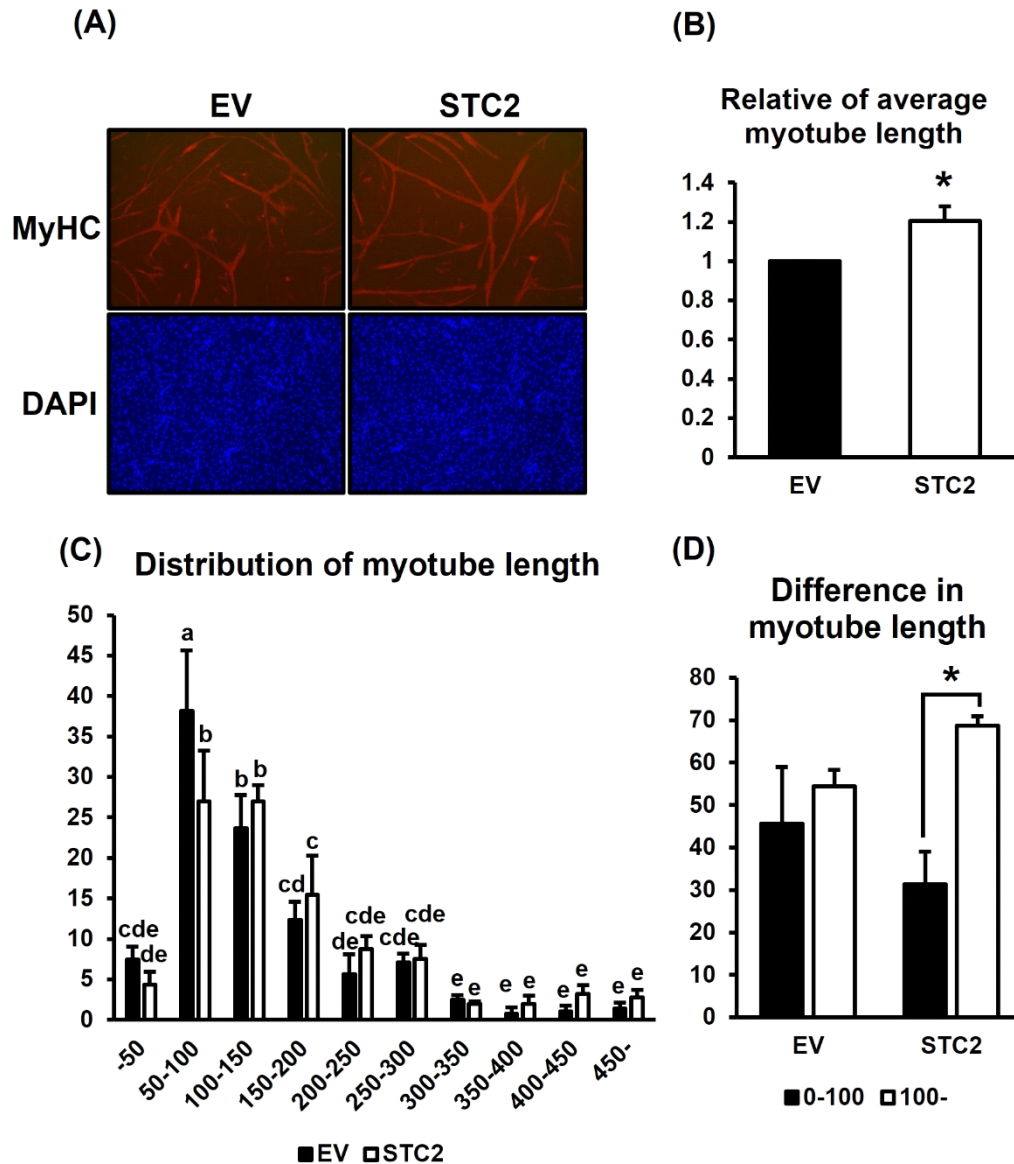 (A)
EV STC2
MyHC
DAPI
(B)
Relative of average
myotube length
*
1.4
1.2
1
0.8
0.6
0.4
0.2
0
EV STC2
(C)
Distribution of myotube length
50
45
40
35
30
25
20
15
10
5
0
cde de a b b b cd c de cde cde cde e e e e e e e e
-50 50-100 100-150 150-200 200-250 250-300 300-350 350-400 400-450 450-
EV STC2
(D)
Difference in
myotube length
*
80
70
60
50
40
30
20
10
0
EV STC2
0-100 100-